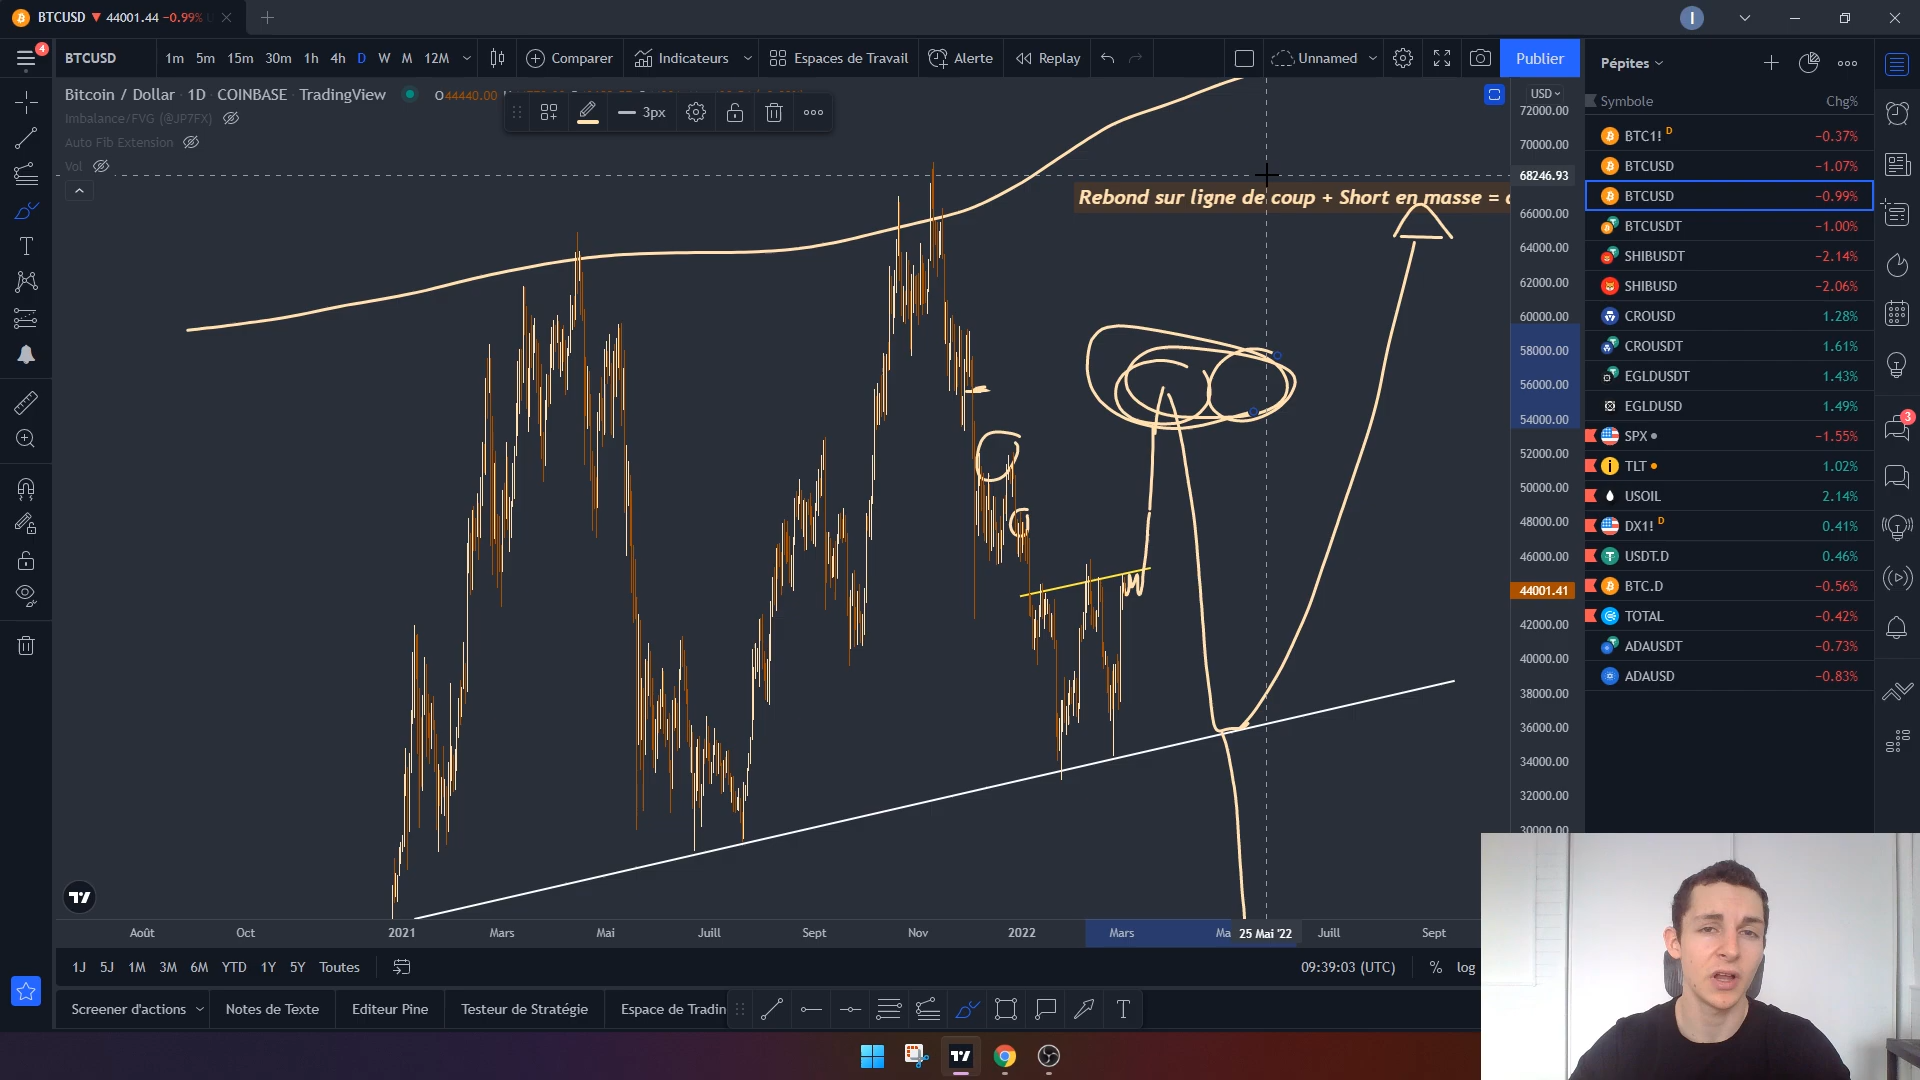 BTCUSD ▼ 44001.44 −0.99%
I
4
BTCUSD 1m 5m 15m 30m 1h 4h D W M 12M Comparer Indicateurs Espaces de Travail Alerte Replay Unnamed Publier
Bitcoin / Dollar · 1D · COINBASE · TradingView O44440.00
Imbalance/FVG (@JP7FX)
Auto Fib Extension
Vol
3px
Rebond sur ligne de coup + Short en masse =
USD
72000.00
70000.00
68246.93
66000.00
64000.00
62000.00
60000.00
58000.00
56000.00
54000.00
52000.00
50000.00
48000.00
46000.00
44001.41
42000.00
40000.00
38000.00
36000.00
34000.00
32000.00
30000.00
Août Oct 2021 Mars Mai Juill Sept Nov 2022 Mars Ma 25 Mai '22 Juill Sept
1J 5J 1M 3M 6M YTD 1Y 5Y Toutes 09:39:03 (UTC) % log
Screener d'actions Notes de Texte Editeur Pine Testeur de Stratégie Espace de Tradin
Pépites
Symbole Chg%
BTC1! D −0.37%
BTCUSD −1.07%
BTCUSD −0.99%
BTCUSDT −1.00%
SHIBUSDT −2.14%
SHIBUSD −2.06%
CROUSD 1.28%
CROUSDT 1.61%
EGLDUSDT 1.43%
EGLDUSD 1.49%
SPX −1.55%
TLT 1.02%
USOIL 2.14%
DX1! D 0.41%
USDT.D 0.46%
BTC.D −0.56%
TOTAL −0.42%
ADAUSDT −0.73%
ADAUSD −0.83%
3